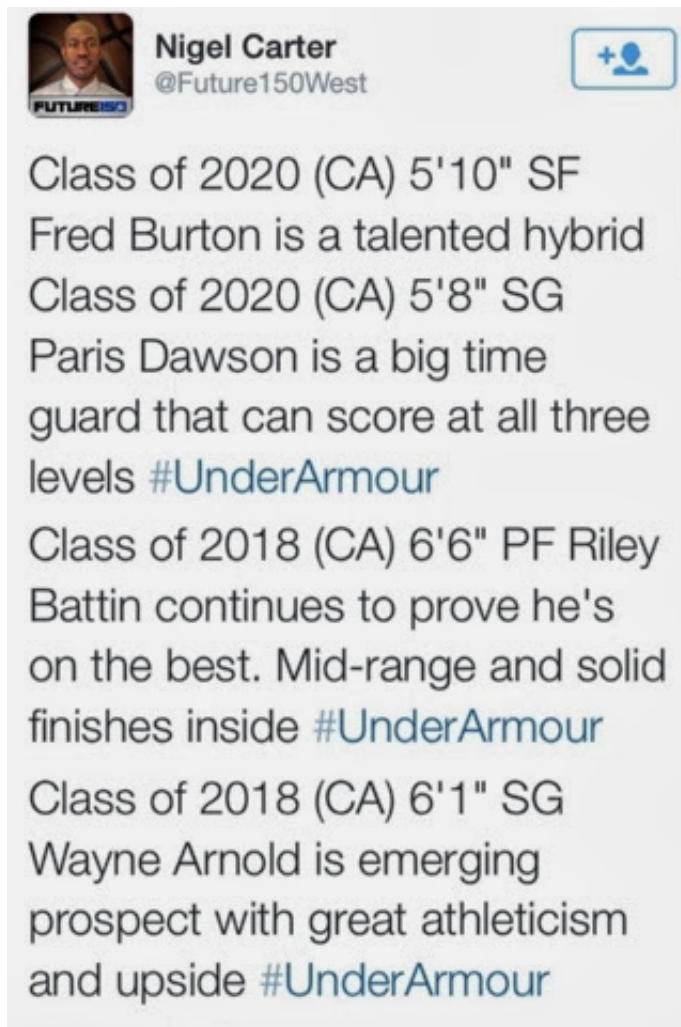 Nigel Carter
@Future150West
FUTURE150
Class of 2020 (CA) 5'10" SF
Fred Burton is a talented hybrid
Class of 2020 (CA) 5'8" SG
Paris Dawson is a big time
guard that can score at all three
levels #UnderArmour
Class of 2018 (CA) 6'6" PF Riley
Battin continues to prove he's
on the best. Mid-range and solid
finishes inside #UnderArmour
Class of 2018 (CA) 6'1" SG
Wayne Arnold is emerging
prospect with great athleticism
and upside #UnderArmour